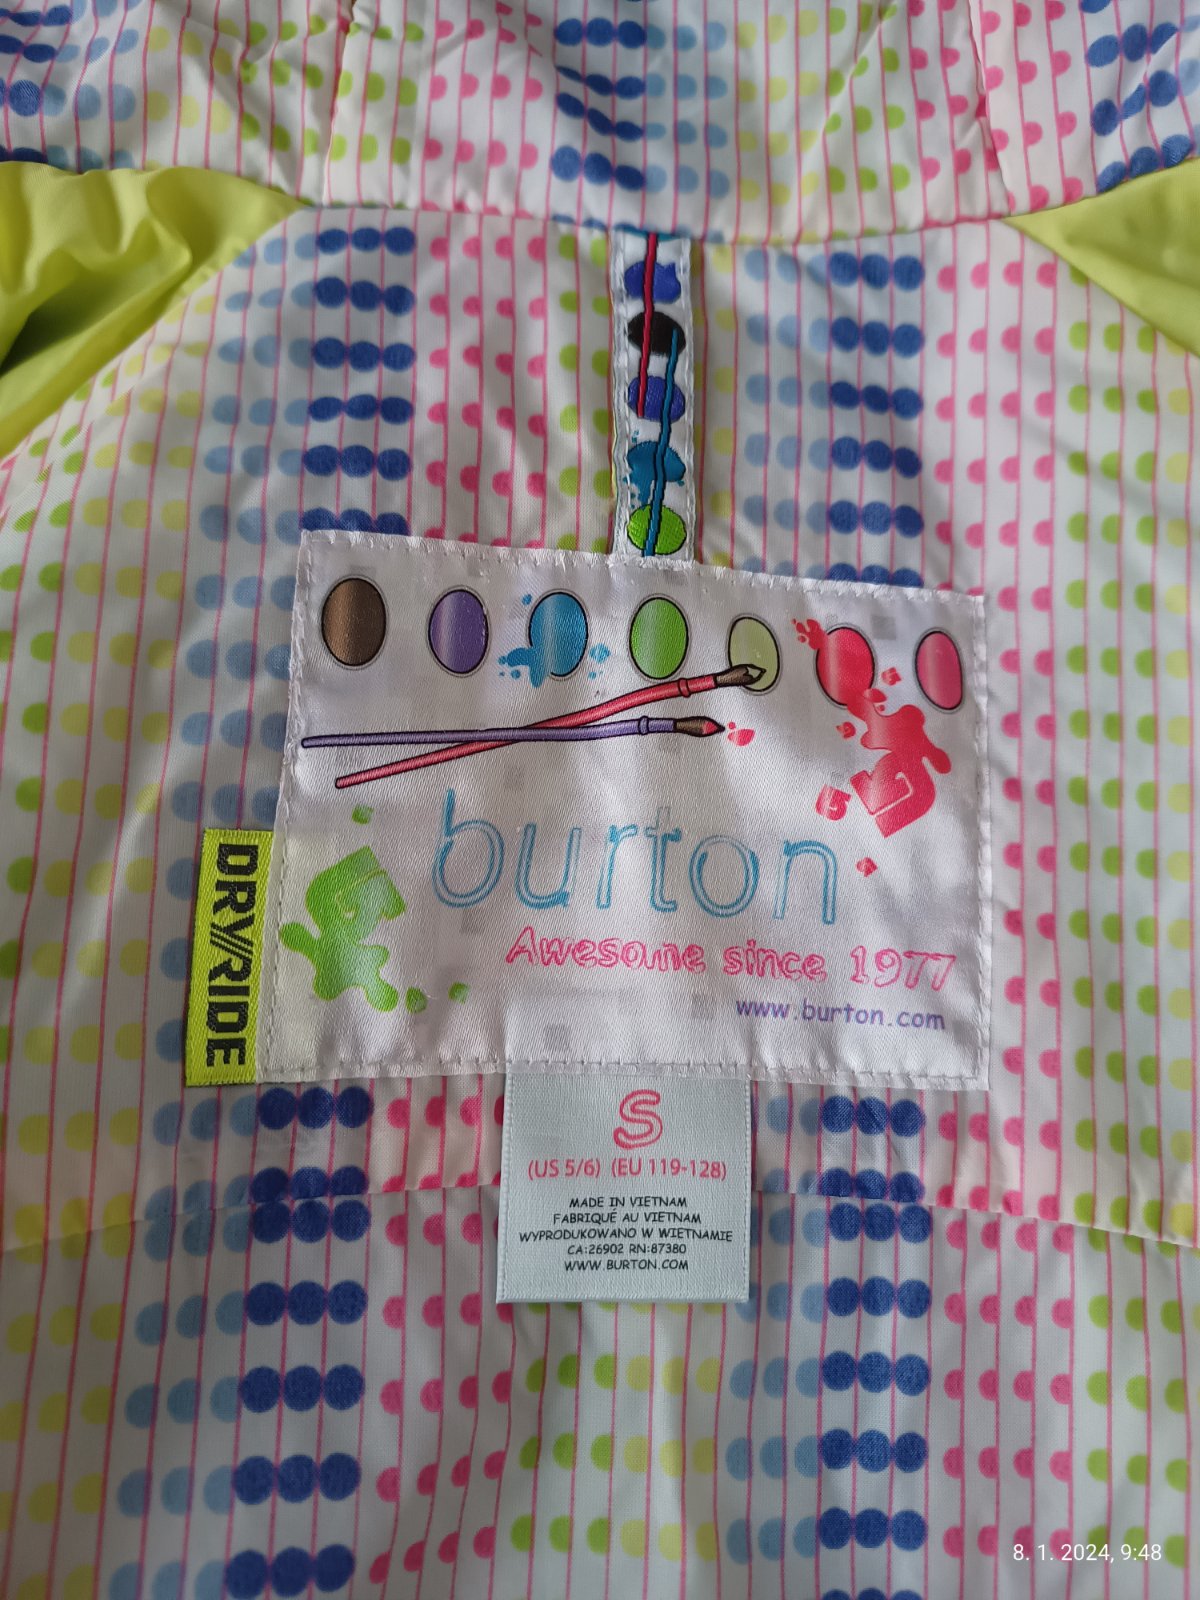 burton
Awesome since 1977
www.burton.com
DRY//RIDE
S
(US 5/6) (EU 119-128)
MADE IN VIETNAM
FABRIQUÉ AU VIETNAM
WYPRODUKOWANO W WIETNAMIE
CA:26902 RN:87380
WWW.BURTON.COM
8. 1. 2024, 9:48